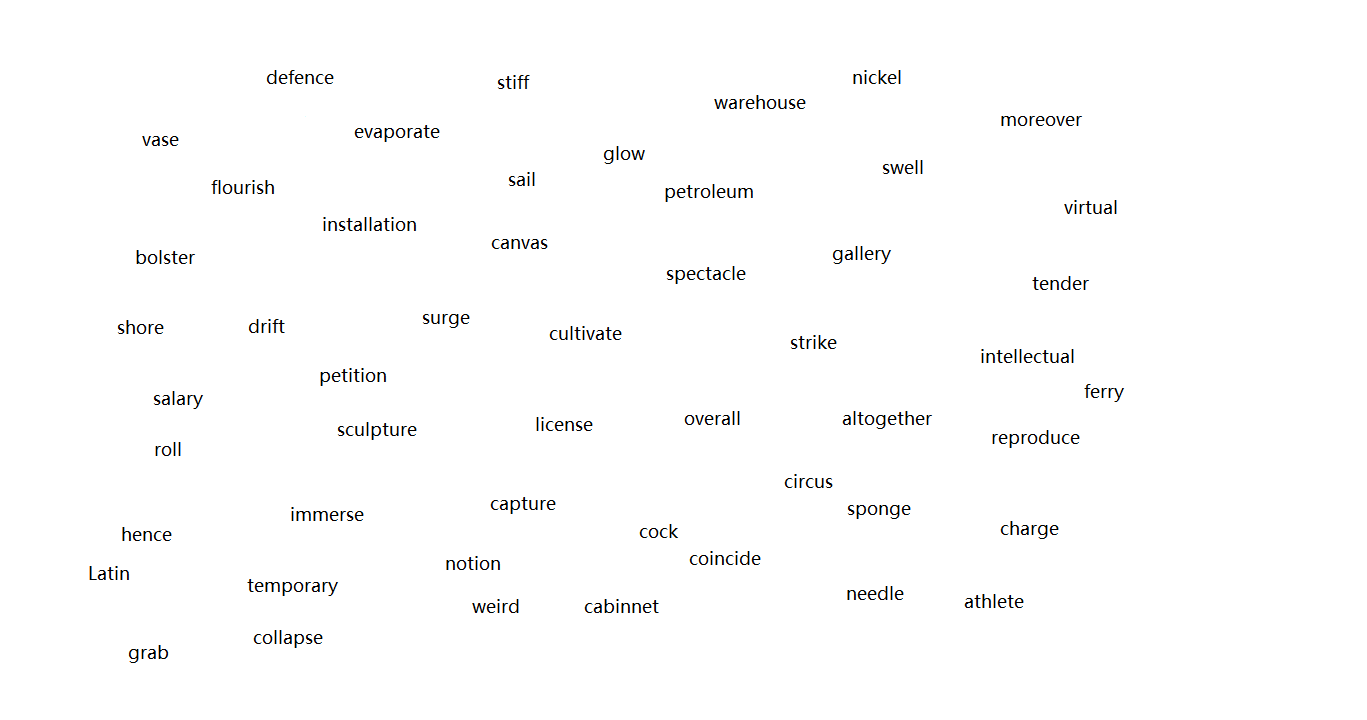 defence
stiff
nickel
warehouse
moreover
evaporate
vase
glow
swell
sail
flourish
petroleum
virtual
installation
canvas
gallery
bolster
spectacle
tender
surge
shore
drift
cultivate
strike
intellectual
petition
ferry
salary
overall
altogether
license
sculpture
reproduce
roll
circus
capture
sponge
immerse
charge
cock
hence
coincide
notion
Latin
temporary
needle
athlete
weird
cabinnet
collapse
grab